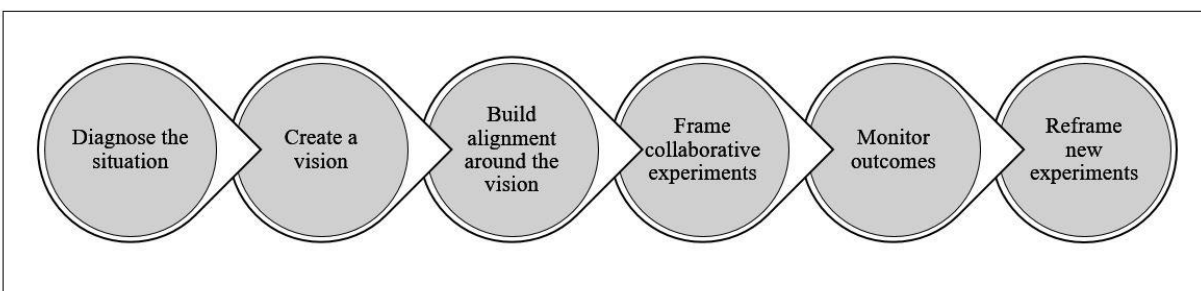 Diagnose the
situation
Create a
vision
Build
alignment
around the
vision
Frame
collaborative
experiments
Monitor
outcomes
Reframe
new
experiments